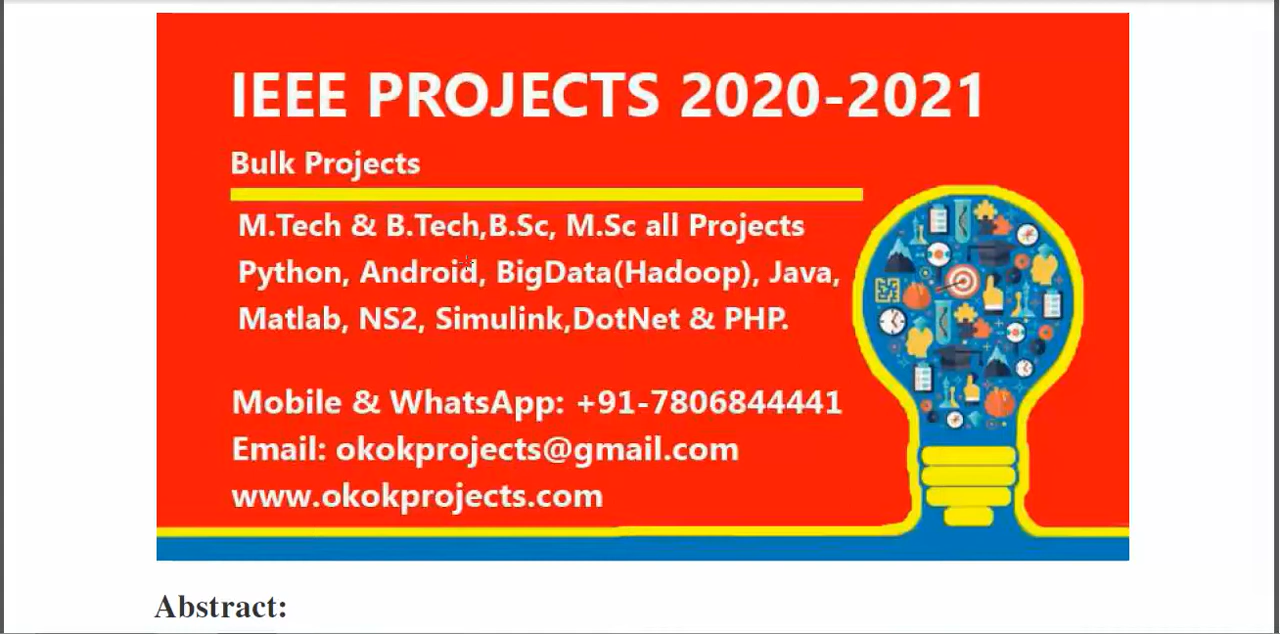 IEEE PROJECTS 2020-2021
Bulk Projects
M.Tech & B.Tech,B.Sc, M.Sc all Projects
Python, Android, BigData(Hadoop), Java,
Matlab, NS2, Simulink,DotNet & PHP.
Mobile & WhatsApp: +91-7806844441
Email: okokprojects@gmail.com
www.okokprojects.com
Abstract: